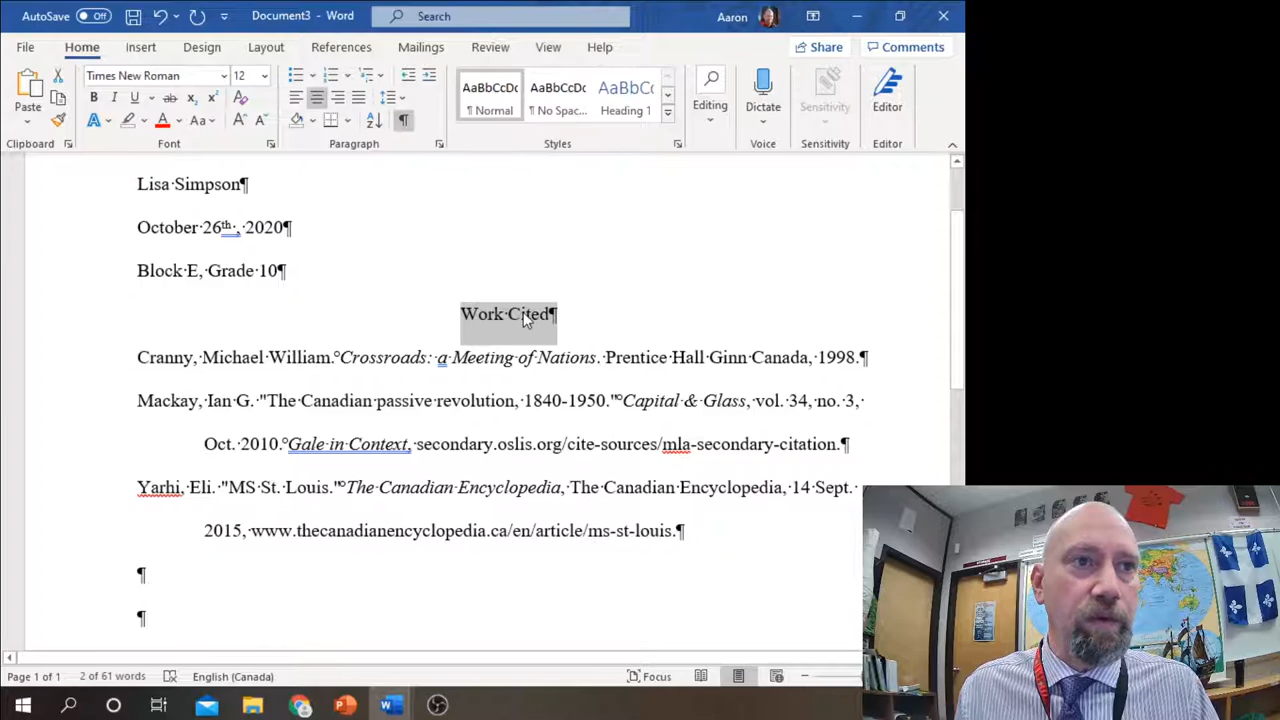 AutoSave Off Document3 - Word Search Aaron
File Home Insert Design Layout References Mailings Review View Help Share Comments
Times New Roman 12
AaBbCcDc AaBbCcDc AaBbCc
Paste B I U ab x₂ x² A Aa Normal No Spac... Heading 1 Editing Dictate Sensitivity Editor
Clipboard Font Paragraph Styles Voice Sensitivity Editor
Lisa·Simpson¶
October·26th·,·2020¶
Block·E,·Grade·10¶
Work·Cited¶
Cranny,·Michael·William.°Crossroads:·a·Meeting·of·Nations.·Prentice·Hall·Ginn·Canada,·1998.¶
Mackay,·Ian·G.·"The·Canadian·passive·revolution,·1840-1950."°Capital·&·Glass,·vol.·34,·no.·3,·
Oct.·2010.°Gale·in·Context,·secondary.oslis.org/cite-sources/mla-secondary-citation.¶
Yarhi,·Eli.·"MS·St.·Louis."°The·Canadian·Encyclopedia,·The·Canadian·Encyclopedia,·14·Sept.·
2015,·www.thecanadianencyclopedia.ca/en/article/ms-st-louis.¶
¶
¶
Page 1 of 1 2 of 61 words English (Canada) Focus